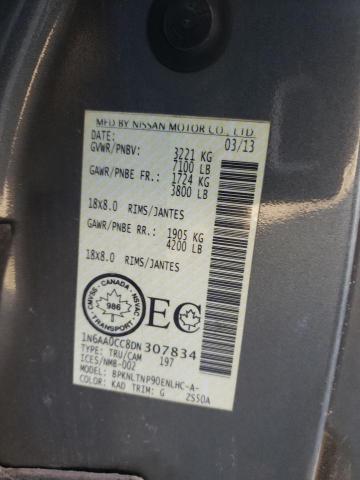 MFD BY NISSAN MOTOR CO., LTD.
DATE: 03/13
GVWR/PNBV: 3221 KG
7100 LB
GAWR/PNBE FR.: 1724 KG
3800 LB
18x8.0 RIMS/JANTES
GAWR/PNBE RR.: 1905 KG
4200 LB
18x8.0 RIMS/JANTES
CANADA
CMVSS NSVAC
986
TRANSPORT
EC
1N6AA0CC8DN307834
TYPE: TRU/CAM 197
ICES/NMB-002
MODEL: BPKNLTNP90ENLHC-A-
COLOR: KAD TRIM: G ZS50A